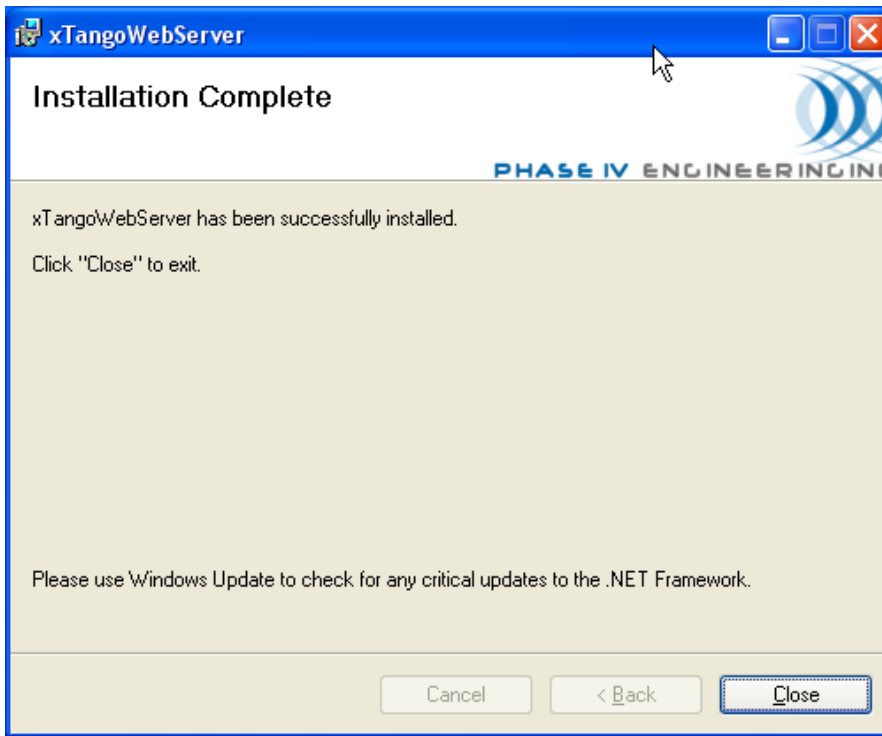 xTangoWebServer
Installation Complete
PHASE IV ENGINEERING IN
xTangoWebServer has been successfully installed.
Click "Close" to exit.
Please use Windows Update to check for any critical updates to the .NET Framework.
Cancel
< Back
Close